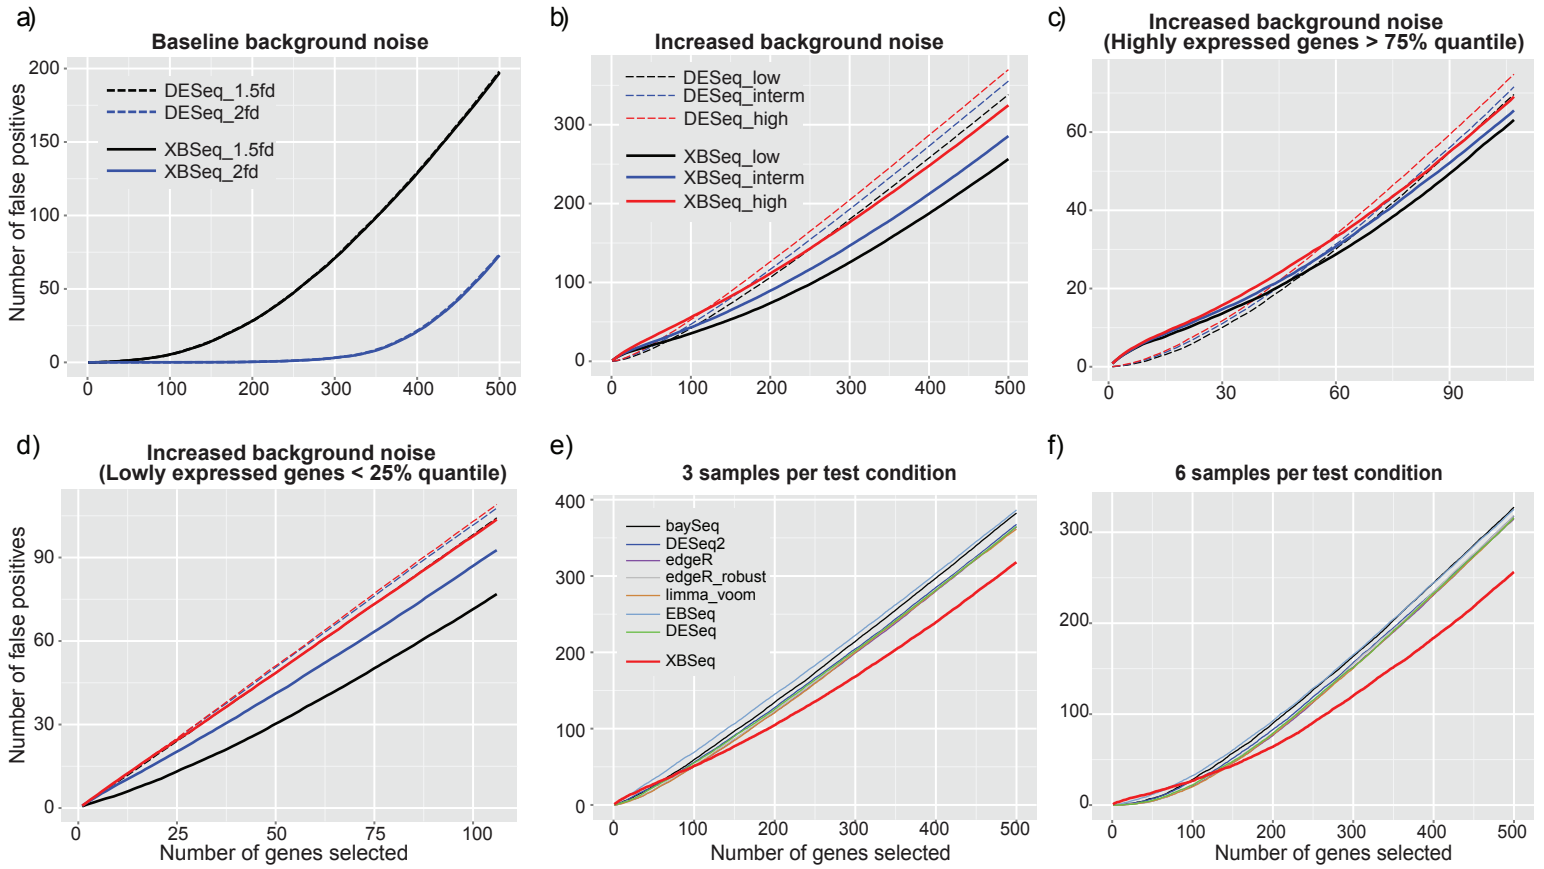 a)
Baseline background noise
Number of false positives
200
150
100
50
0
0 100 200 300 400 500
DESeq_1.5fd
DESeq_2fd
XBSeq_1.5fd
XBSeq_2fd
b)
Increased background noise
300
200
100
0
0 100 200 300 400 500
DESeq_low
DESeq_interm
DESeq_high
XBSeq_low
XBSeq_interm
XBSeq_high
c)
Increased background noise
(Highly expressed genes > 75% quantile)
60
40
20
0
0 30 60 90
d)
Increased background noise
(Lowly expressed genes < 25% quantile)
Number of false positives
90
60
30
0
0 25 50 75 100
Number of genes selected
e)
3 samples per test condition
400
300
200
100
0
0 100 200 300 400 500
Number of genes selected
baySeq
DESeq2
edgeR
edgeR_robust
limma_voom
EBSeq
DESeq
XBSeq
f)
6 samples per test condition
300
200
100
0
0 100 200 300 400 500
Number of genes selected